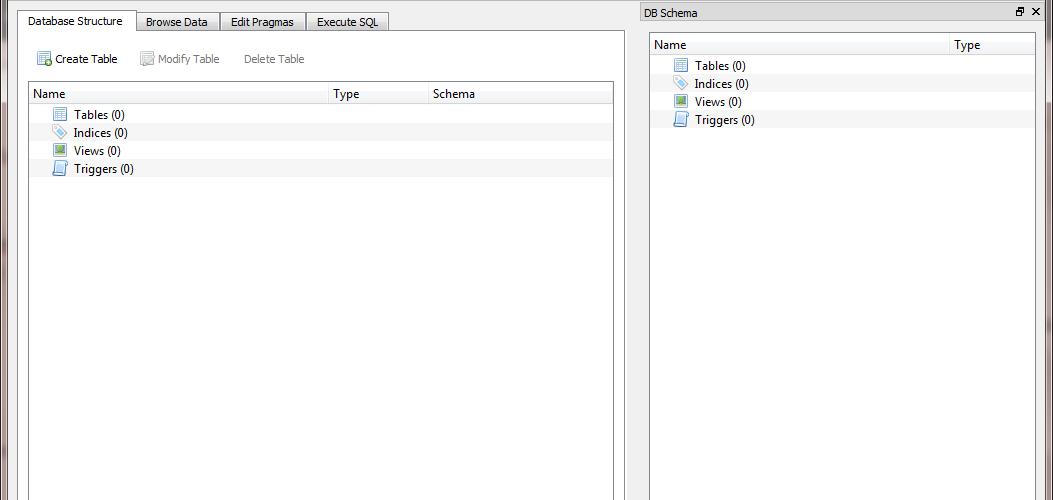 Database Structure Browse Data Edit Pragmas Execute SQL
Create Table Modify Table Delete Table
Name Type Schema
Tables (0)
Indices (0)
Views (0)
Triggers (0)
DB Schema
Name Type
Tables (0)
Indices (0)
Views (0)
Triggers (0)